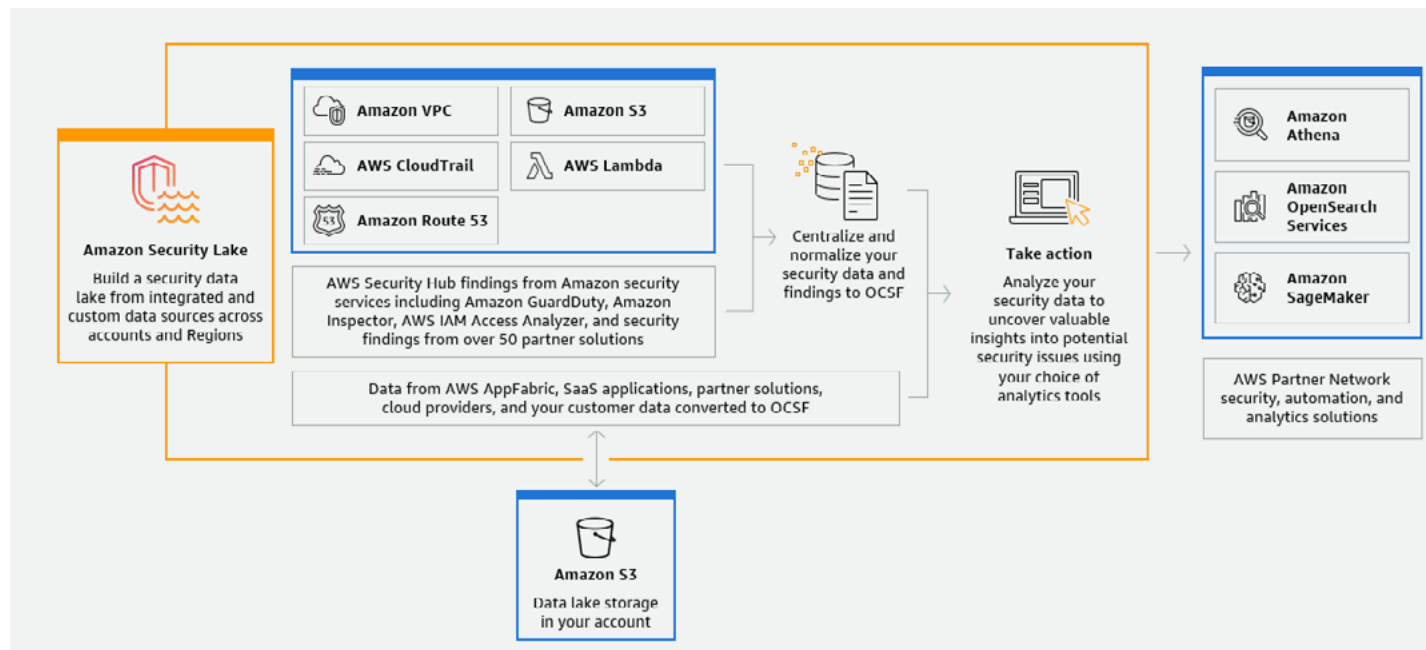 Amazon Security Lake
Build a security data
lake from integrated and
custom data sources across
accounts and Regions
Amazon VPC
Amazon S3
AWS CloudTrail
AWS Lambda
53
Amazon Route 53
AWS Security Hub findings from Amazon security
services including Amazon GuardDuty, Amazon
Inspector, AWS IAM Access Analyzer, and security
findings from over 50 partner solutions
Data from AWS AppFabric, SaaS applications, partner solutions,
cloud providers, and your customer data converted to OCSF
Centralize and
normalize your
security data and
findings to OCSF
Take action
Analyze your
security data to
uncover valuable
insights into potential
security issues using
your choice of
analytics tools
Amazon
Athena
Amazon
OpenSearch
Services
Amazon
SageMaker
AWS Partner Network
security, automation, and
analytics solutions
Amazon S3
Data lake storage
in your account